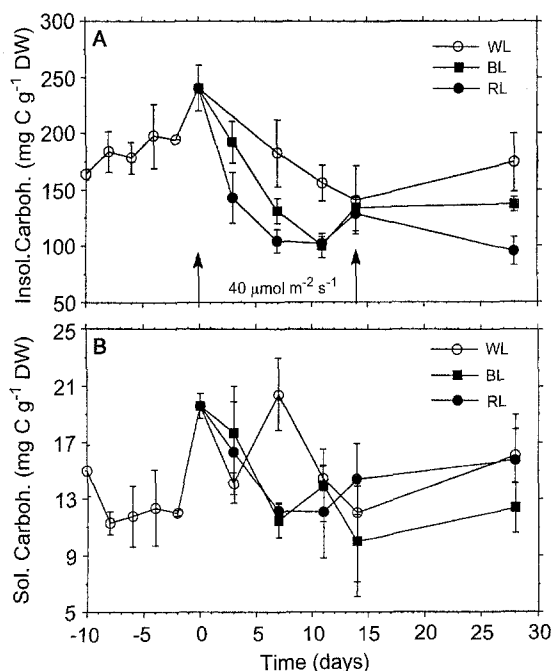 A
WL
BL
RL
Insol.Carboh. (mg C g⁻¹ DW)
300
250
200
150
100
50
40 μmol m⁻² s⁻¹
B
WL
BL
RL
Sol. Carboh. (mg C g⁻¹ DW)
25
21
17
13
9
5
-10 -5 0 5 10 15 20 25 30
Time (days)